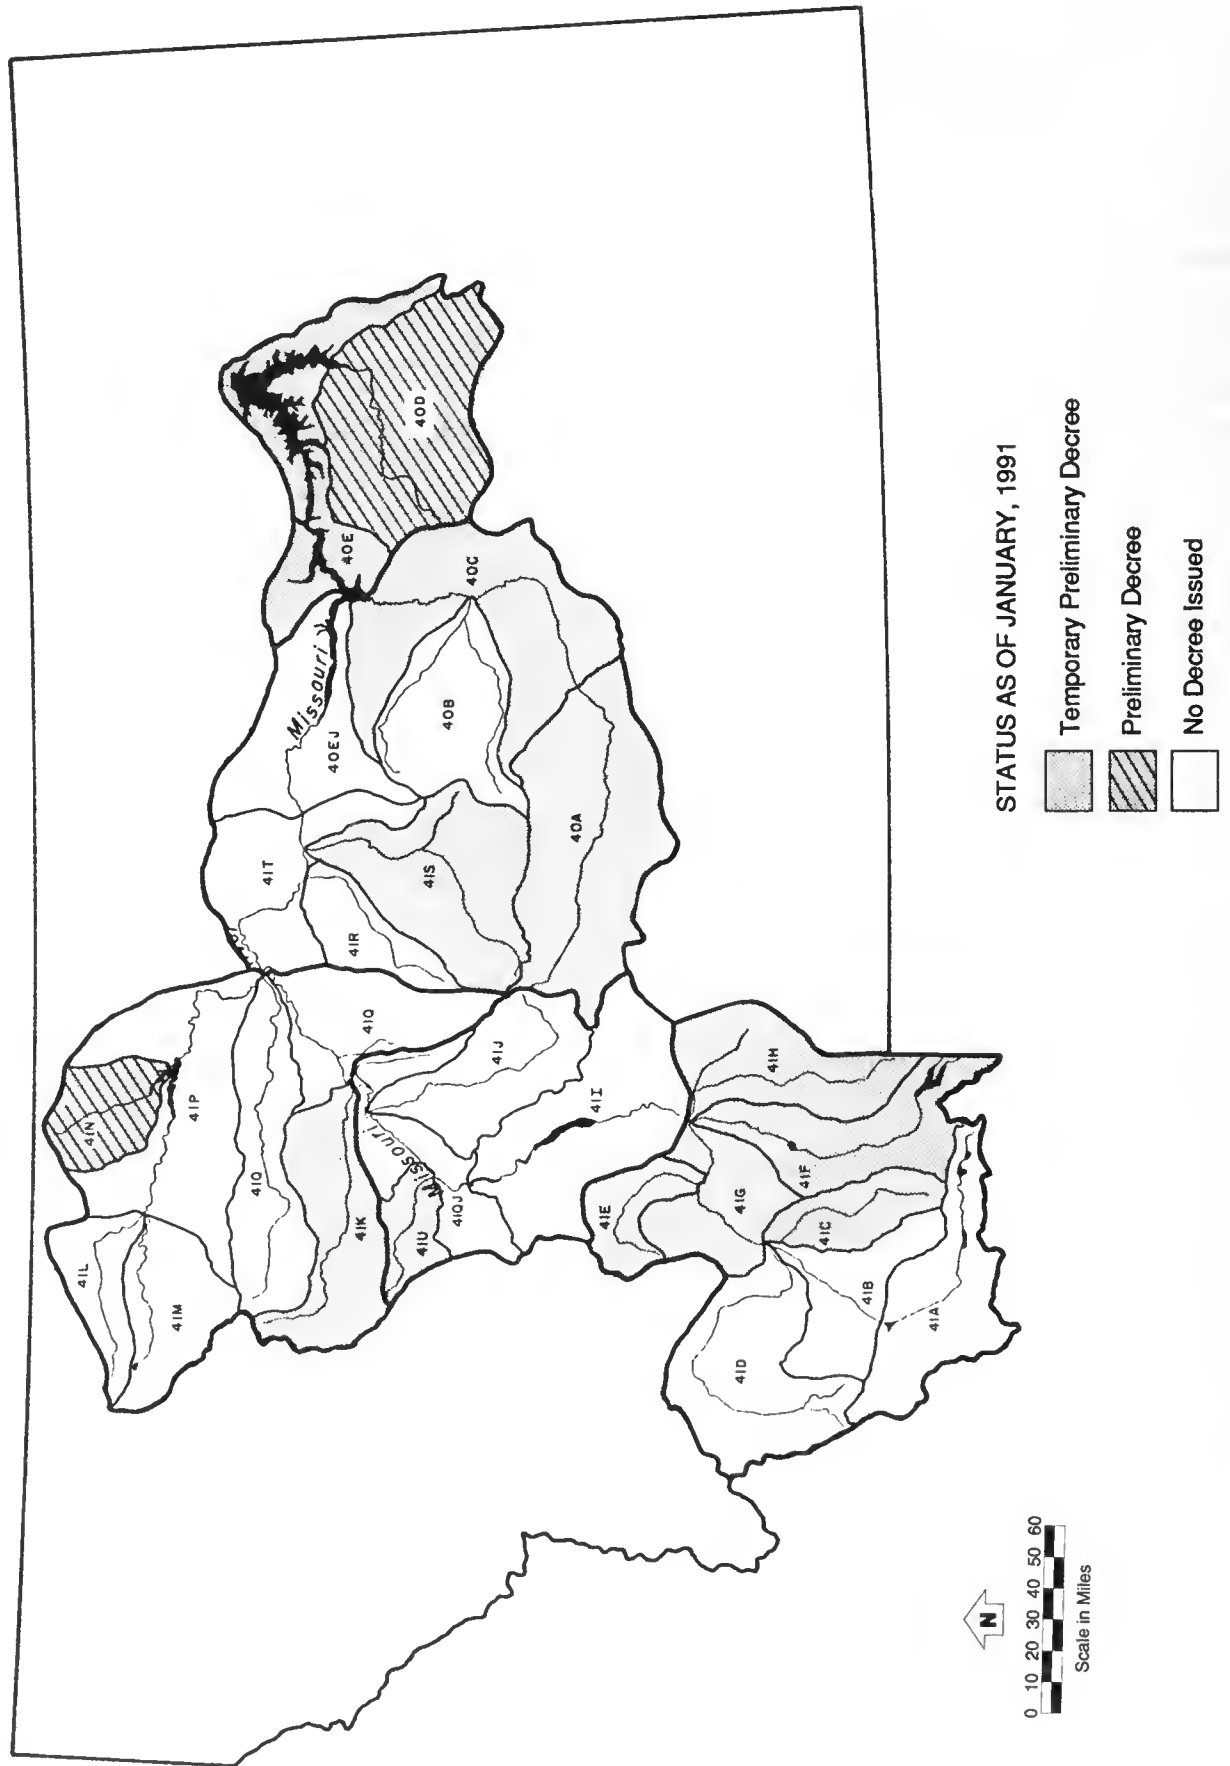 41N
41L
41P
41M
41Q
41K
41Q
41U
Missouri
41QJ
41J
41I
41T
41R
41S
Missouri
40EJ
40B
40E
40C
40D
40A
41E
41G
41H
41F
41C
41B
41D
41A
STATUS AS OF JANUARY, 1991
Temporary Preliminary Decree
Preliminary Decree
No Decree Issued
N
0 10 20 30 40 50 60
Scale in Miles